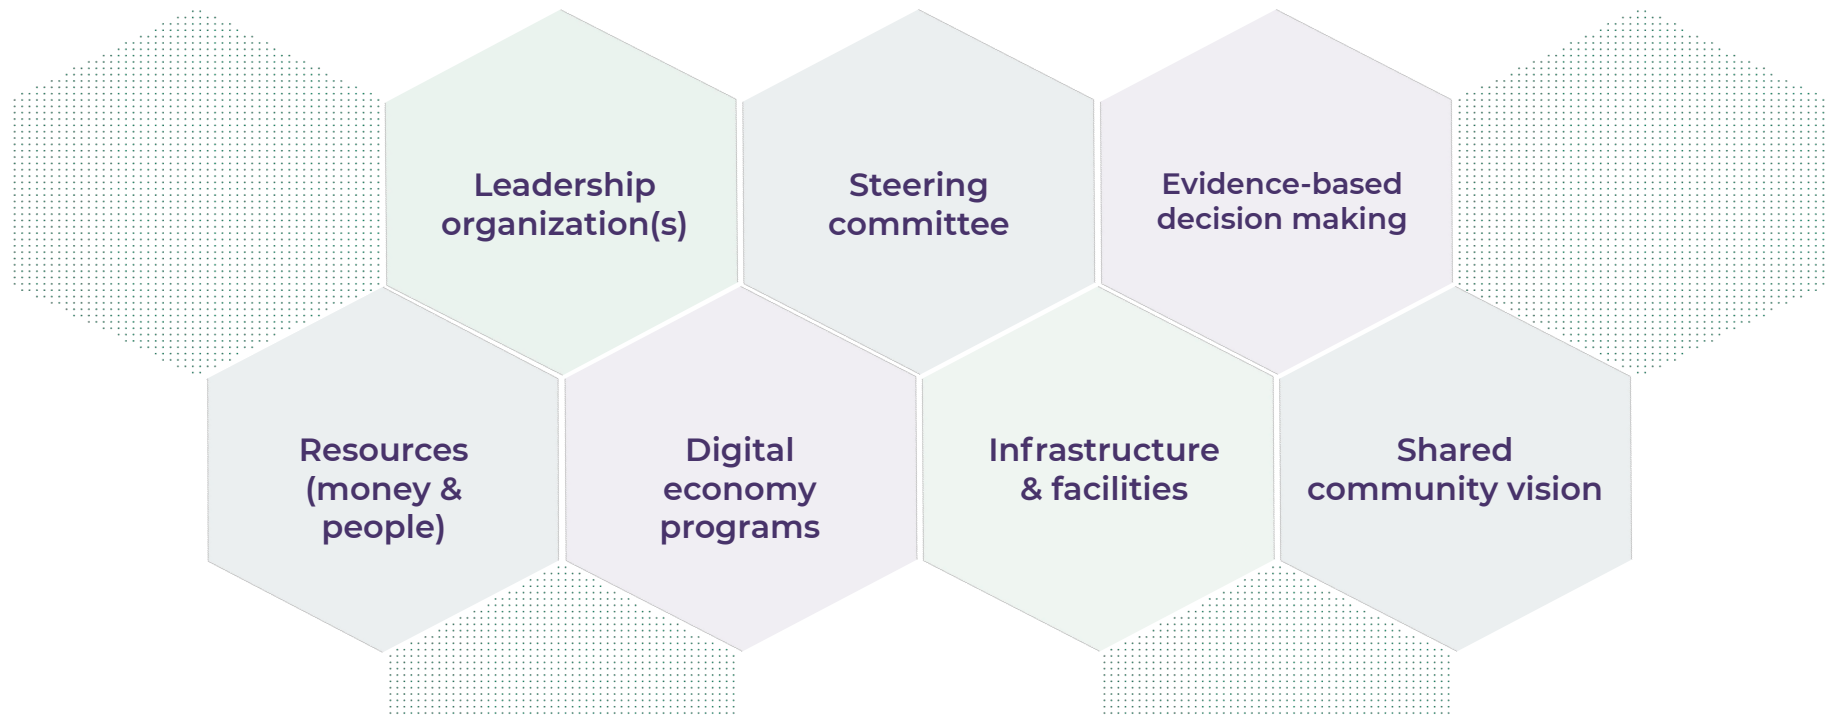 Leadership
organization(s)
Steering
committee
Evidence-based
decision making
Resources
(money &
people)
Digital
economy
programs
Infrastructure
& facilities
Shared
community vision